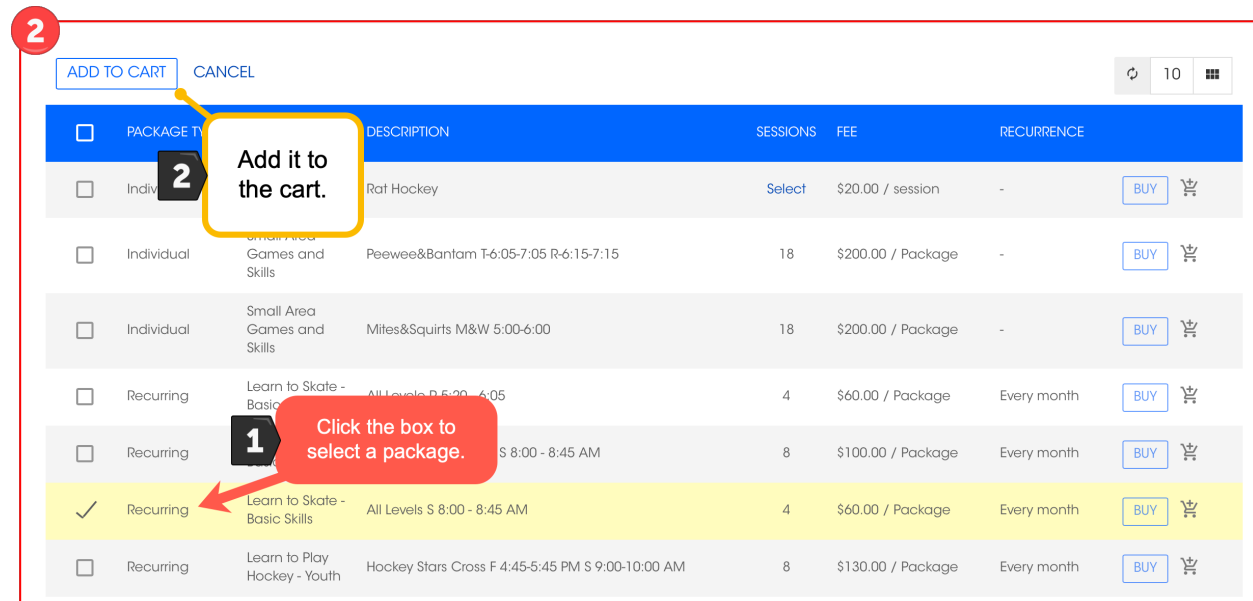 2
ADD TO CART CANCEL 10
PACKAGE DESCRIPTION SESSIONS FEE RECURRENCE
2 Add it to
the cart.
Rat Hockey Select $20.00 / session - BUY
Individual Small Area
Games and
Skills
Peewee&Bantam T-6:05-7:05 R-6:15-7:15 18 $200.00 / Package - BUY
Individual Small Area
Games and
Skills
Mites&Squirts M&W 5:00-6:00 18 $200.00 / Package - BUY
Recurring Learn to Skate -
4 $60.00 / Package Every month BUY
1 Click the box to
select a package.
Recurring S 8:00 - 8:45 AM 8 $100.00 / Package Every month BUY
Recurring Learn to Skate -
Basic Skills
All Levels S 8:00 - 8:45 AM 4 $60.00 / Package Every month BUY
Recurring Learn to Play
Hockey - Youth
Hockey Stars Cross F 4:45-5:45 PM S 9:00-10:00 AM 8 $130.00 / Package Every month BUY